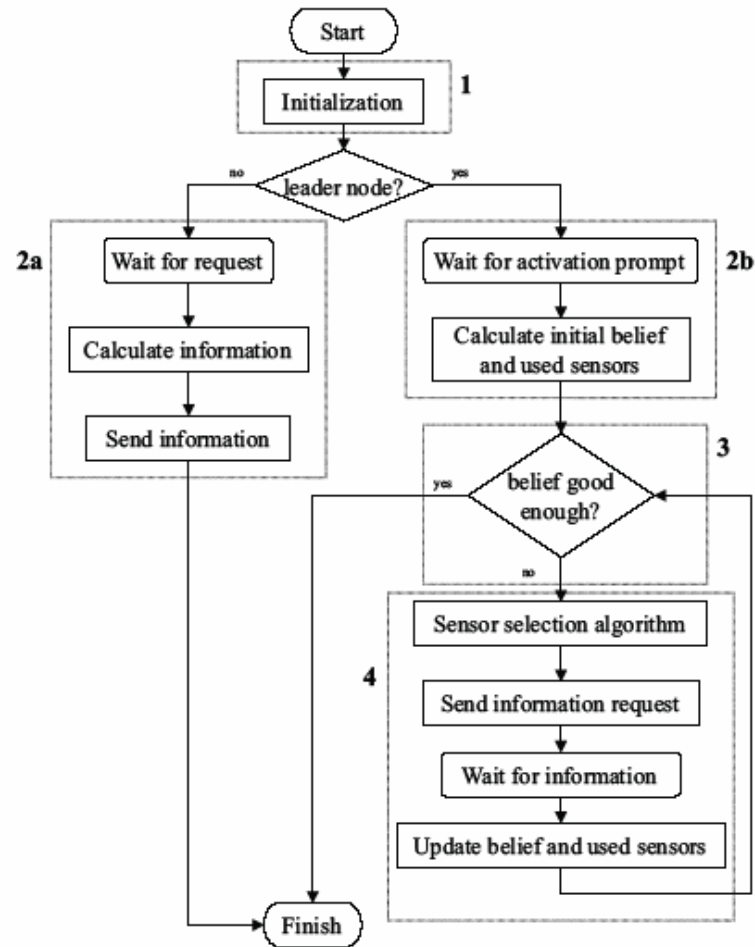 Start
1
Initialization
no
leader node?
yes
2a
Wait for request
Calculate information
Send information
Wait for activation prompt
2b
Calculate initial belief
and used sensors
3
yes
belief good
enough?
no
4
Sensor selection algorithm
Send information request
Wait for information
Update belief and used sensors
Finish